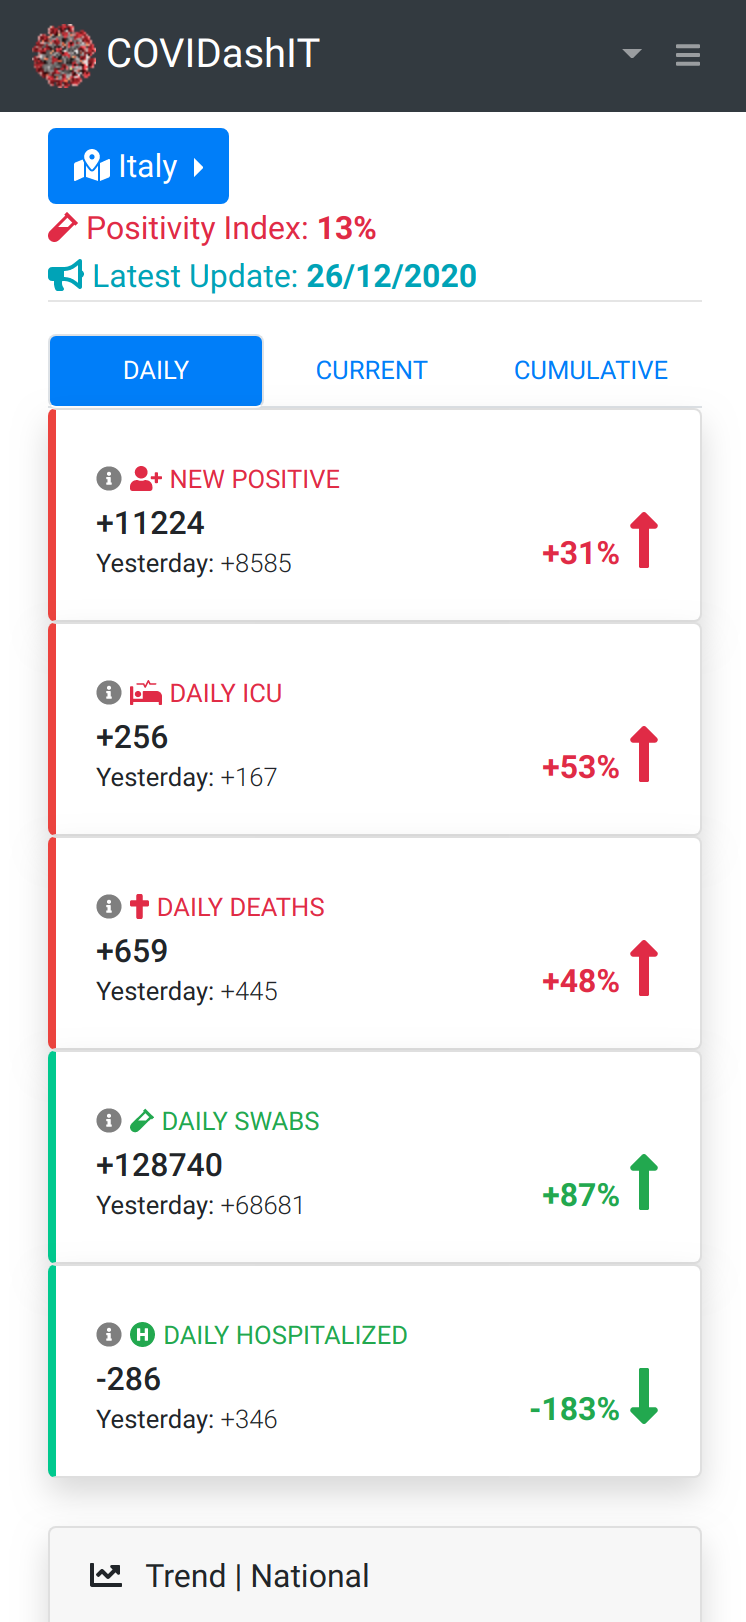 COVIDashIT
Italy
Positivity Index: 13%
Latest Update: 26/12/2020
DAILY CURRENT CUMULATIVE
NEW POSITIVE
+11224
Yesterday: +8585
+31%
DAILY ICU
+256
Yesterday: +167
+53%
DAILY DEATHS
+659
Yesterday: +445
+48%
DAILY SWABS
+128740
Yesterday: +68681
+87%
H DAILY HOSPITALIZED
-286
Yesterday: +346
-183%
Trend | National